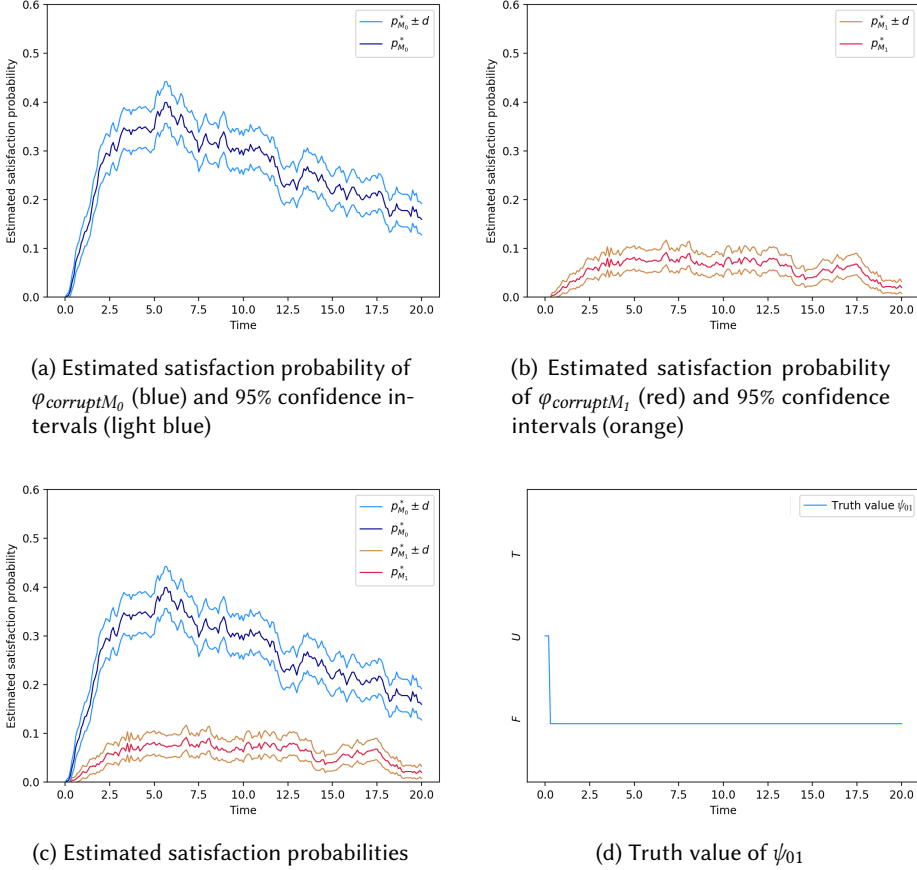 0.6
0.5
0.4
0.3
0.2
0.1
0.0
Estimated satisfaction probability
p*M₀ ± d
p*M₀
0.0 2.5 5.0 7.5 10.0 12.5 15.0 17.5 20.0
Time
(a) Estimated satisfaction probability of
φcorruptM₀ (blue) and 95% confidence in-
tervals (light blue)
0.6
0.5
0.4
0.3
0.2
0.1
0.0
Estimated satisfaction probability
p*M₁ ± d
p*M₁
0.0 2.5 5.0 7.5 10.0 12.5 15.0 17.5 20.0
Time
(b) Estimated satisfaction probability
of φcorruptM₁ (red) and 95% confidence
intervals (orange)
0.6
0.5
0.4
0.3
0.2
0.1
0.0
Estimated satisfaction probability
p*M₀ ± d
p*M₀
p*M₁ ± d
p*M₁
0.0 2.5 5.0 7.5 10.0 12.5 15.0 17.5 20.0
Time
(c) Estimated satisfaction probabilities
Truth value ψ₀₁
T
U
F
0.0 2.5 5.0 7.5 10.0 12.5 15.0 17.5 20.0
Time
(d) Truth value of ψ₀₁